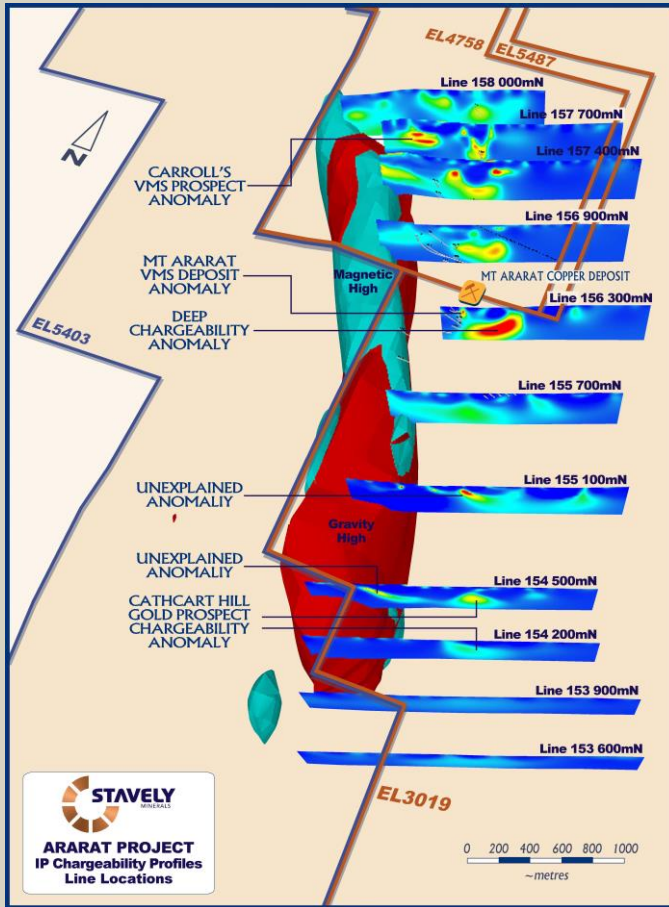 EL4758
EL5487
Line 158 000mN
Line 157 700mN
Line 157 400mN
N
CARROLL'S
VMS PROSPECT
ANOMALY
Line 156 900mN
MT ARARAT
VMS DEPOSIT
ANOMALY
Magnetic
High
MT ARARAT COPPER DEPOSIT
Line 156 300mN
DEEP
CHARGEABILITY
ANOMALY
EL5403
Line 155 700mN
Line 155 100mN
UNEXPLAINED
ANOMALIY
Gravity
High
UNEXPLAINED
ANOMALIY
Line 154 500mN
CATHCART HILL
GOLD PROSPECT
CHARGEABILITY
ANOMALY
Line 154 200mN
Line 153 900mN
Line 153 600mN
EL3019
STAVELY
MINERALS
ARARAT PROJECT
IP Chargeability Profiles
Line Locations
0 200 400 600 800 1000
~metres